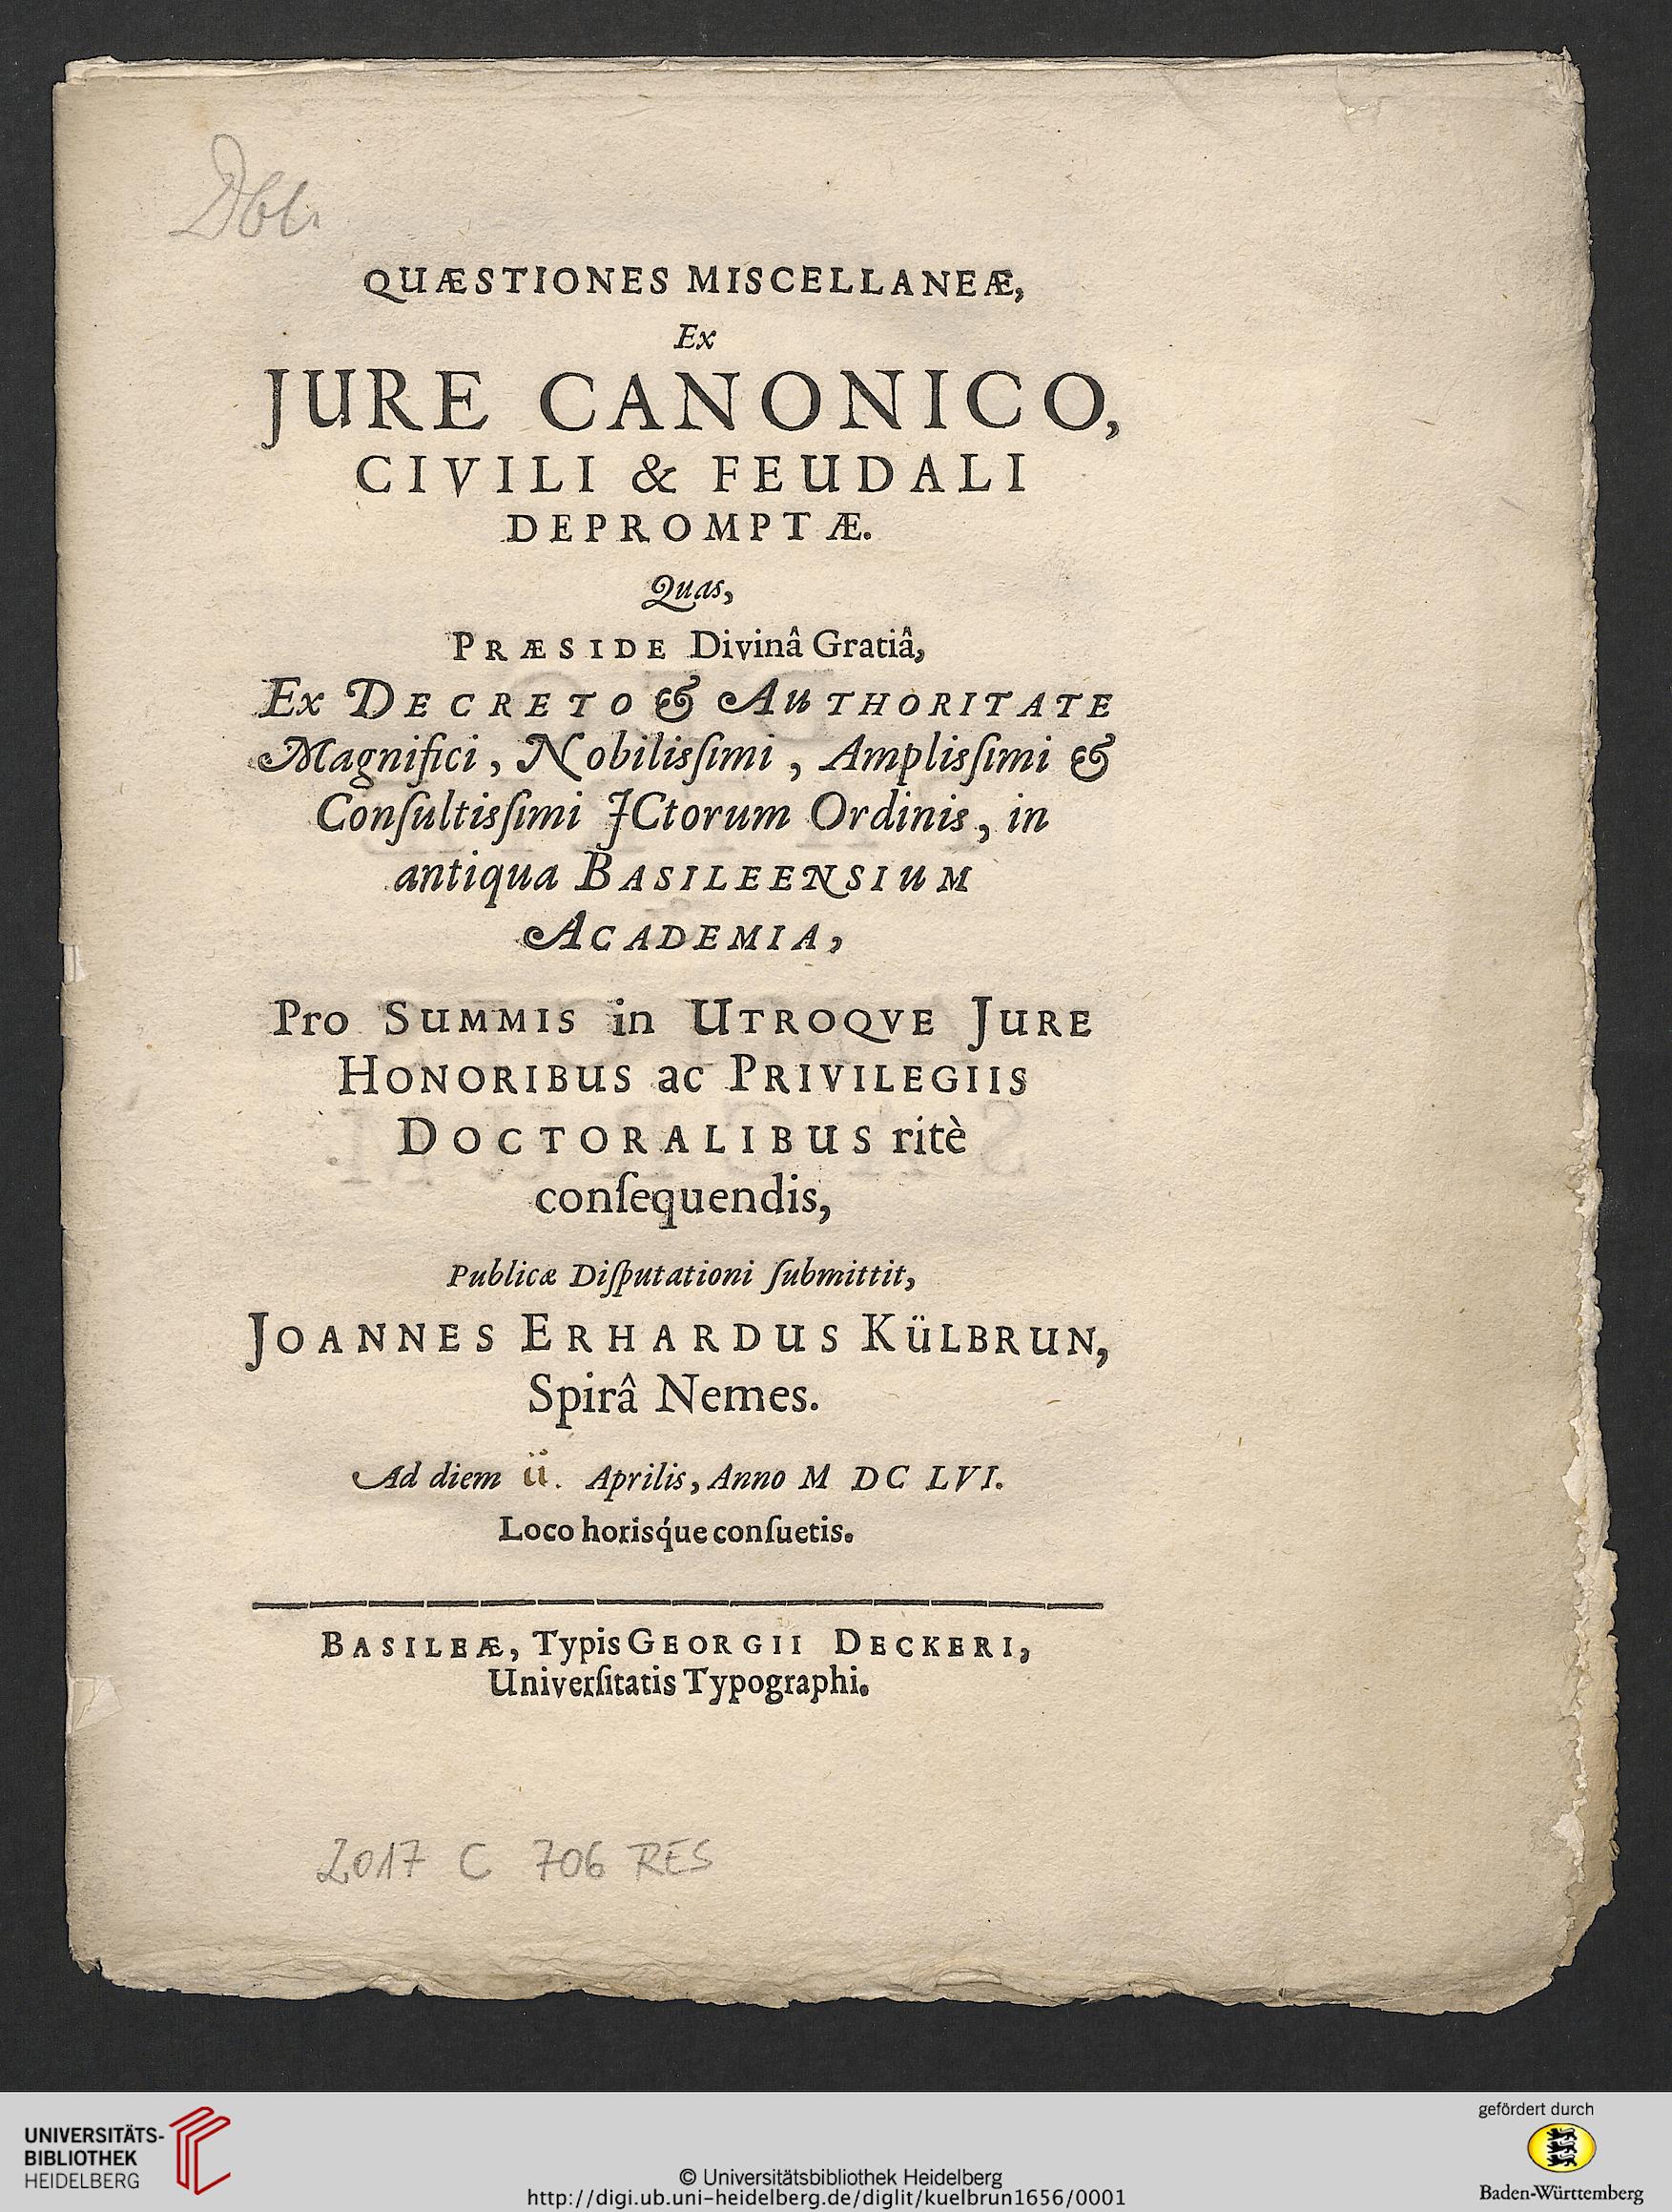 QUÆSTIONES MISCELLANEÆ,
Ex
JURE CANONICO,
CIVILI & FEUDALI
DEPROMPTÆ.
Quas,
PRÆSIDE Divinâ Gratiâ,
Ex DECRETO & AUTHORITATE
Magnifici, Nobilisſimi, Amplisſimi &
Conſultisſimi JCtorum Ordinis, in
antiqua BASILEENSIUM
ACADEMIA,
Pro SUMMIS in UTROQVE JURE
HONORIBUS ac PRIVILEGIIS
DOCTORALIBUS ritè
conſequendis,
Publicæ Diſputationi ſubmittit,
JOANNES ERHARDUS KÜLBRUN,
Spirâ Nemes.
Ad diem ii. Aprilis, Anno M DC LVI.
Loco horisq́ue conſuetis.
BASILEÆ, Typis GEORGII DECKERI,
Univerſitatis Typographi.
2017 C 706 RES
UNIVERSITÄTS-
BIBLIOTHEK
HEIDELBERG
© Universitätsbibliothek Heidelberg
http://digi.ub.uni-heidelberg.de/diglit/kuelbrun1656/0001
gefördert durch
Baden-Württemberg